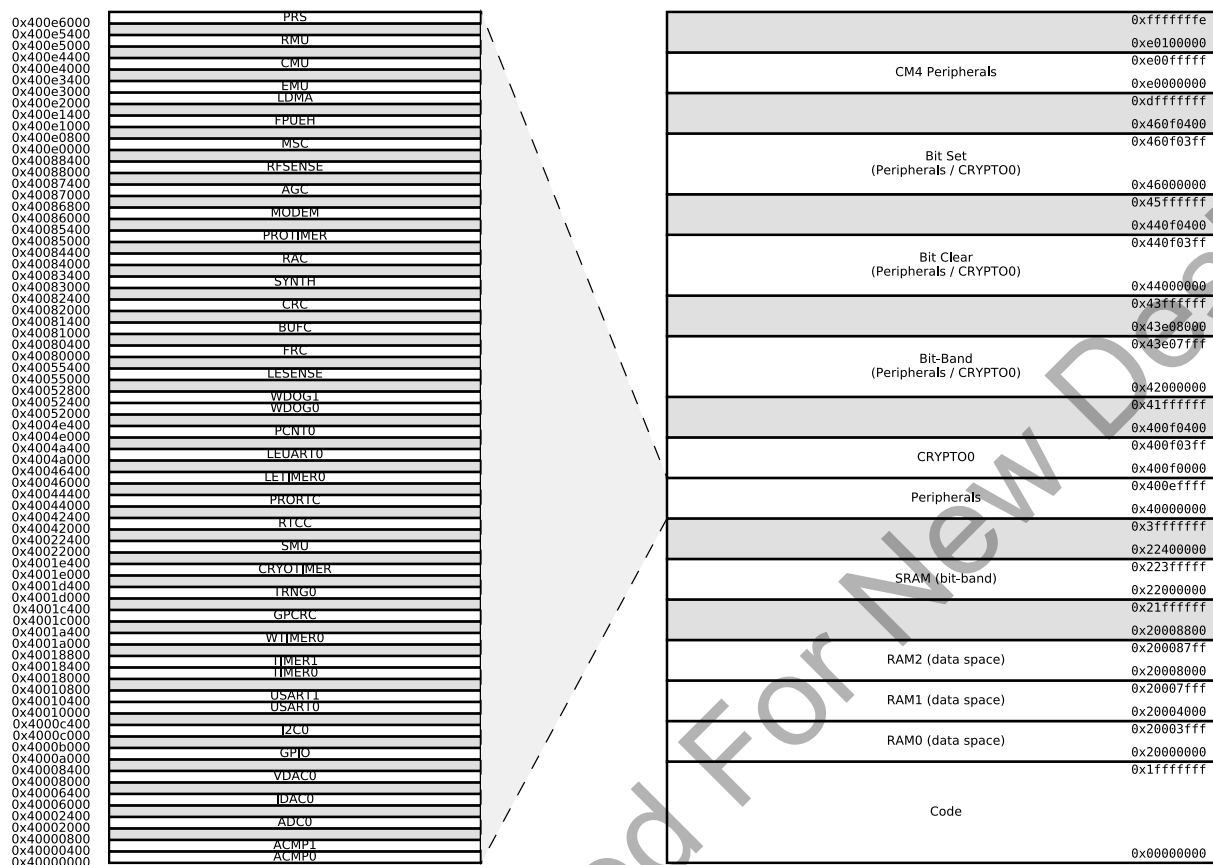 0x400e6000
0x400e5400
0x400e5000
0x400e4400
0x400e4000
0x400e3400
0x400e3000
0x400e2000
0x400e1400
0x400e1000
0x400e0800
0x400e0000
0x40088400
0x40088000
0x40087400
0x40087000
0x40086800
0x40086000
0x40085400
0x40085000
0x40084400
0x40084000
0x40083400
0x40083000
0x40082400
0x40082000
0x40081400
0x40081000
0x40080400
0x40080000
0x40055400
0x40055000
0x40052800
0x40052400
0x40052000
0x4004e400
0x4004e000
0x4004a400
0x4004a000
0x40046400
0x40046000
0x40044400
0x40044000
0x40042400
0x40042000
0x40022400
0x40022000
0x4001e400
0x4001e000
0x4001d400
0x4001d000
0x4001c400
0x4001c000
0x4001a400
0x4001a000
0x40018800
0x40018400
0x40018000
0x40010800
0x40010400
0x40010000
0x4000c400
0x4000c000
0x4000b000
0x4000a000
0x40008400
0x40008000
0x40006400
0x40006000
0x40002400
0x40002000
0x40000800
0x40000400
0x40000000
PRS
RMU
CMU
EMU
LDMA
FPUEH
MSC
RFSENSE
AGC
MODEM
PROTIMER
RAC
SYNTH
CRC
BUFC
FRC
LESENSE
WDOG1
WDOG0
PCNT0
LEUART0
LETIMER0
PRORTC
RTCC
SMU
CRYOTIMER
TRNG0
GPCRC
WTIMER0
TIMER1
TIMER0
USART1
USART0
I2C0
GPIO
VDAC0
IDAC0
ADC0
ACMP1
ACMP0
0xfffffffe
0xe0100000
0xe00fffff
CM4 Peripherals
0xe0000000
0xdfffffff
0x460f0400
0x460f03ff
Bit Set
(Peripherals / CRYPTO0)
0x46000000
0x45ffffff
0x440f0400
0x440f03ff
Bit Clear
(Peripherals / CRYPTO0)
0x44000000
0x43ffffff
0x43e08000
0x43e07fff
Bit-Band
(Peripherals / CRYPTO0)
0x42000000
0x41ffffff
0x400f0400
0x400f03ff
CRYPTO0
0x400f0000
0x400effff
Peripherals
0x40000000
0x3fffffff
0x22400000
0x223fffff
SRAM (bit-band)
0x22000000
0x21ffffff
0x20008800
0x200087ff
RAM2 (data space)
0x20008000
0x20007fff
RAM1 (data space)
0x20004000
0x20003fff
RAM0 (data space)
0x20000000
0x1fffffff
Code
0x00000000
ed For New Des